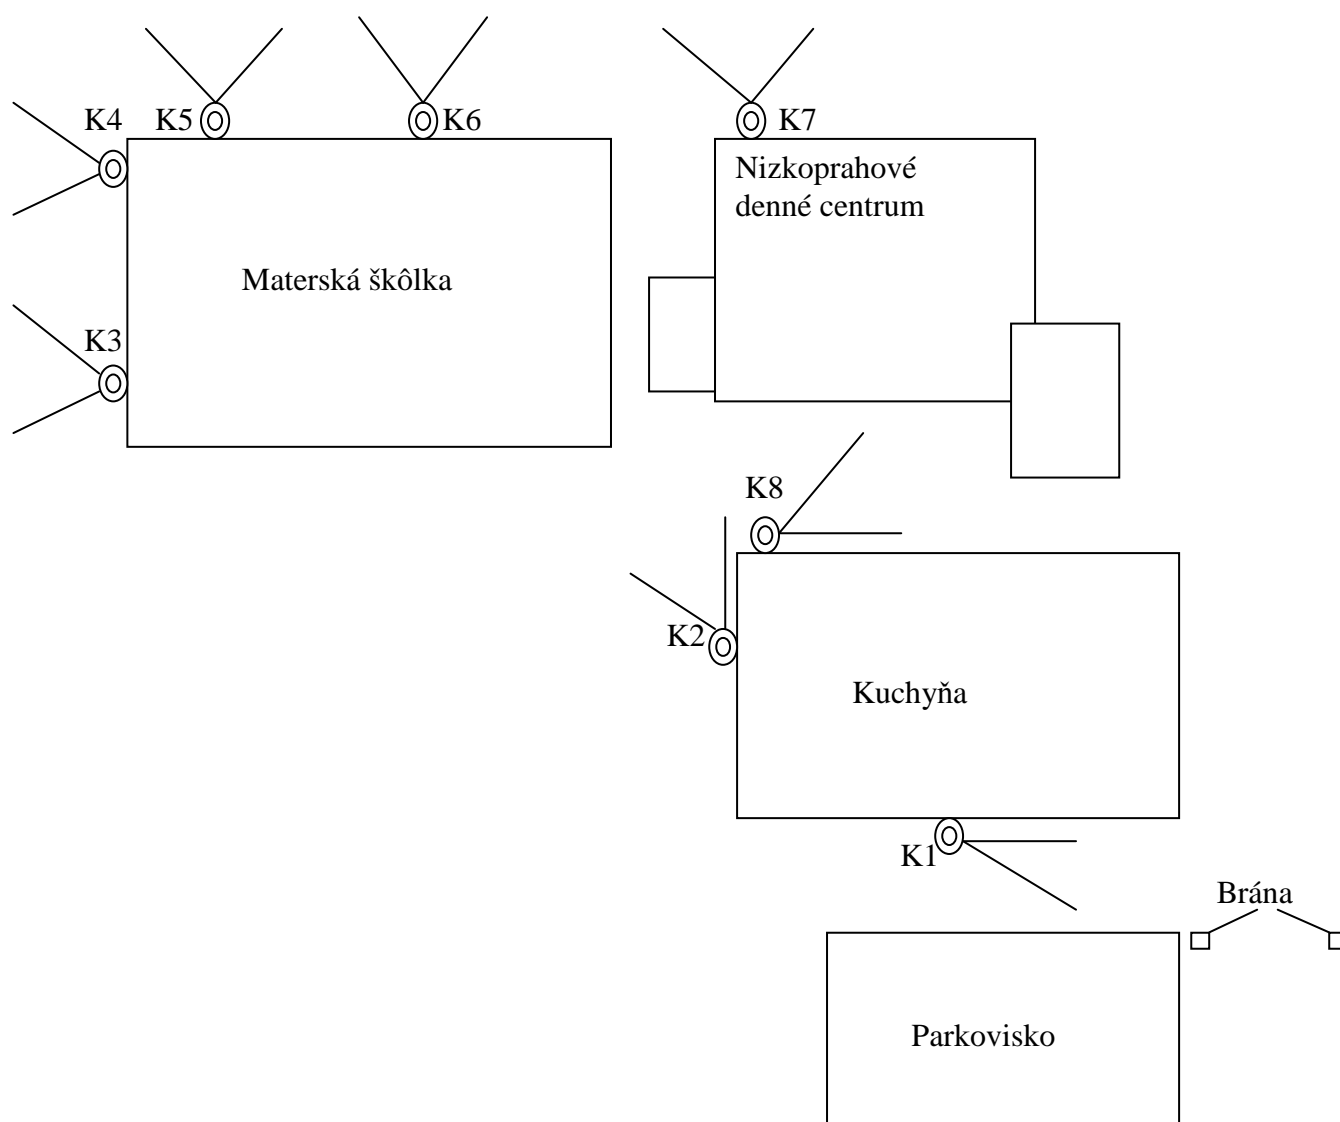 K4
K5
K6
K7
Nizkoprahové
denné centrum
Materská škôlka
K3
K8
K2
Kuchyňa
K1
Brána
Parkovisko